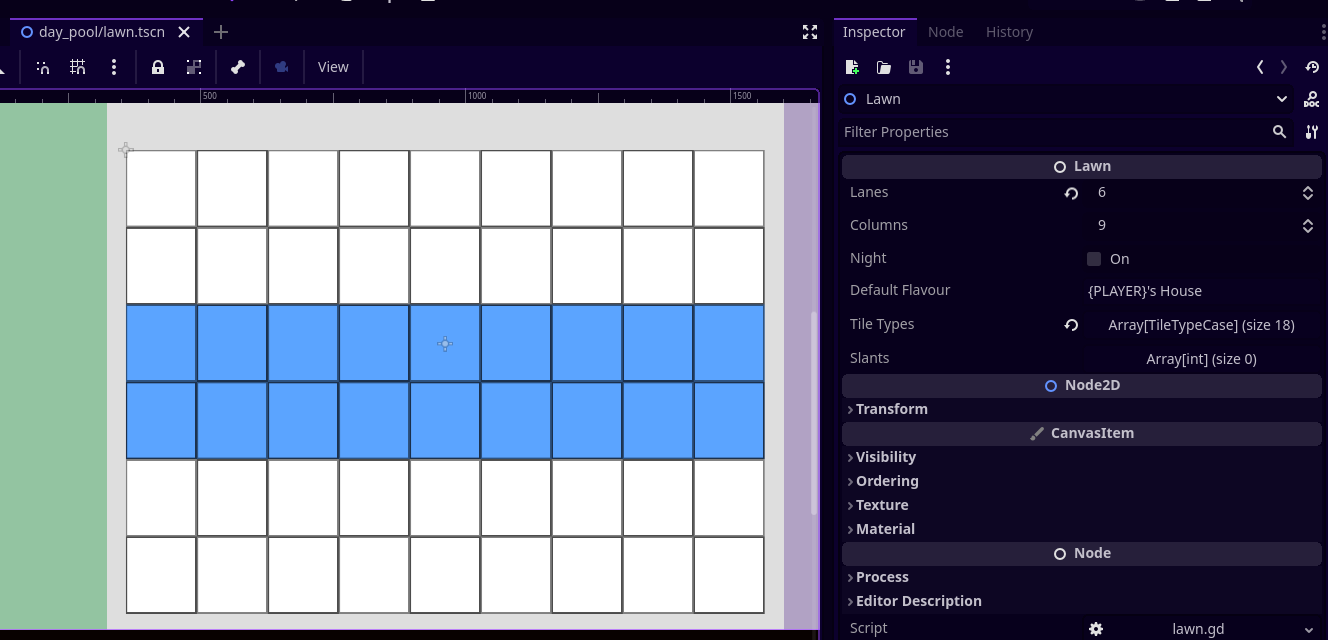 day_pool/lawn.tscn
View
500
1000
1500
Inspector Node History
Lawn
DOC
Filter Properties
Lawn
Lanes 6
Columns 9
Night On
Default Flavour {PLAYER}'s House
Tile Types Array[TileTypeCase] (size 18)
Slants Array[int] (size 0)
Node2D
Transform
CanvasItem
Visibility
Ordering
Texture
Material
Node
Process
Editor Description
Script lawn.gd